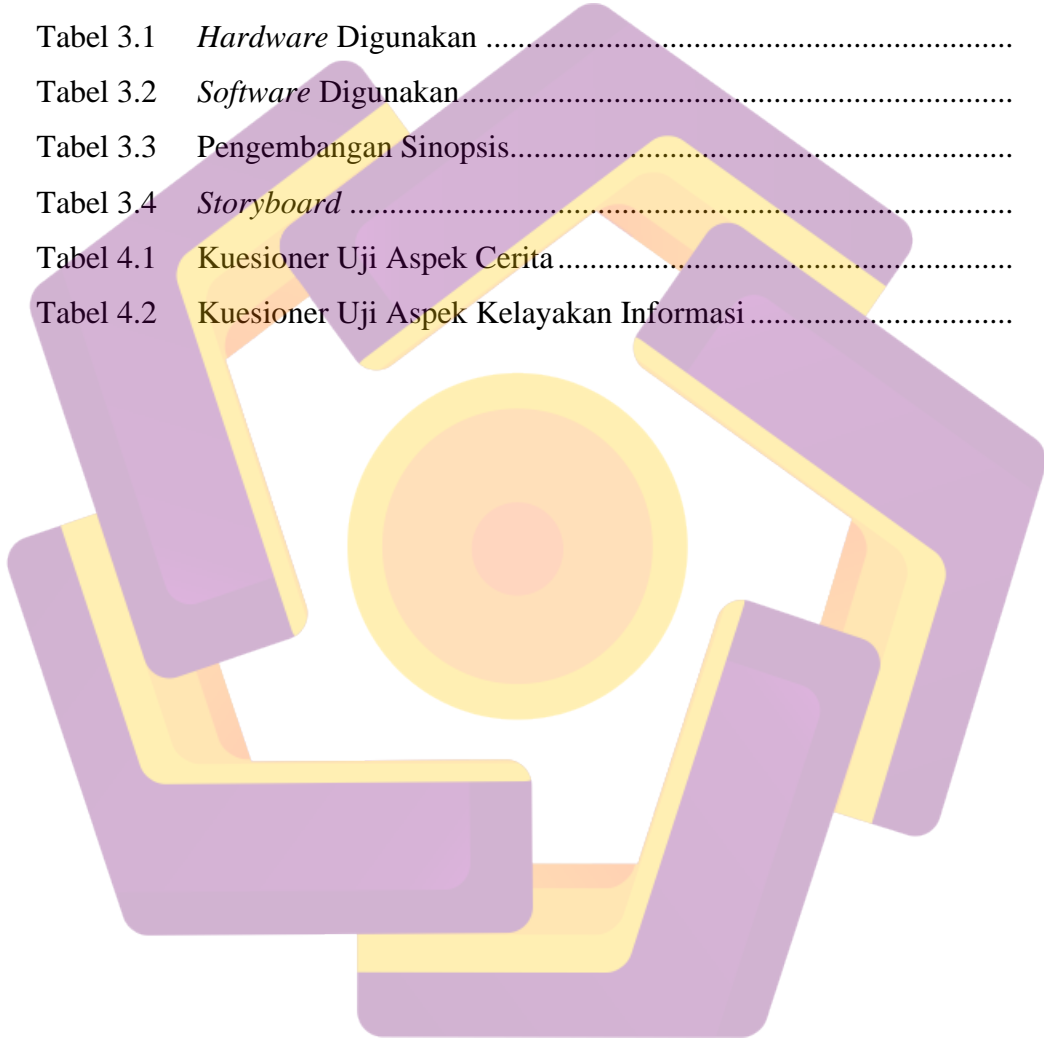 Tabel 3.1 Hardware Digunakan ................................................................
Tabel 3.2 Software Digunakan...................................................................
Tabel 3.3 Pengembangan Sinopsis.............................................................
Tabel 3.4 Storyboard .................................................................................
Tabel 4.1 Kuesioner Uji Aspek Cerita .......................................................
Tabel 4.2 Kuesioner Uji Aspek Kelayakan Informasi ................................